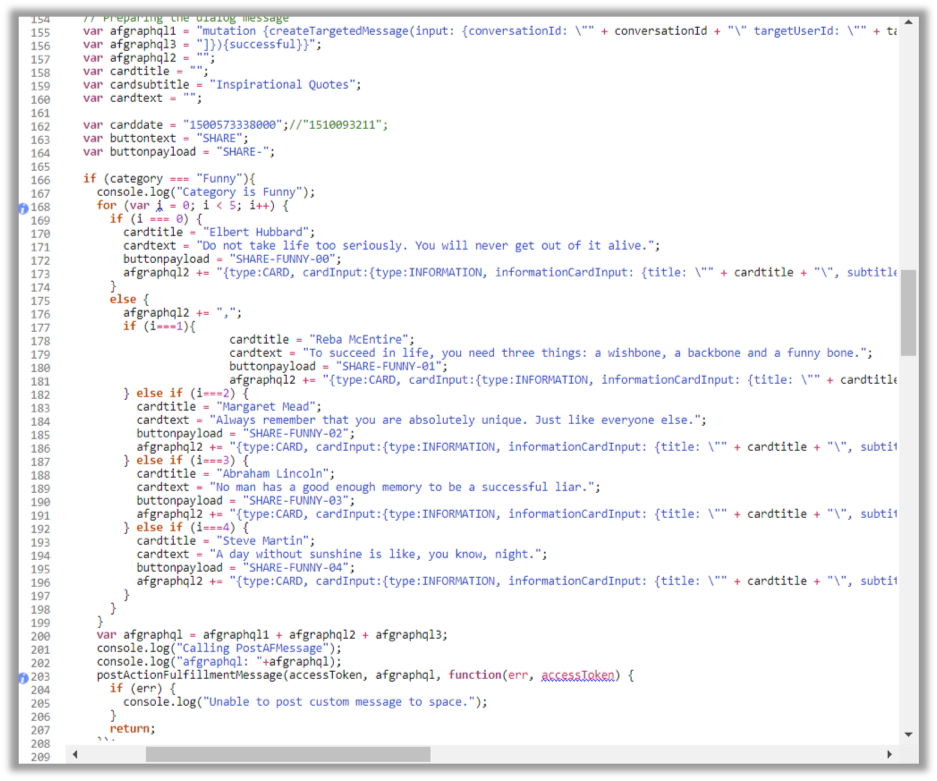 154 // Preparing the dialog message
155 var afgraphql1 = "mutation {createTargetedMessage(input: {conversationId: \"" + conversationId + "\" targetUserId: \"" + ta
156 var afgraphql3 = "]}){successful}}";
157 var afgraphql2 = "";
158 var cardtitle = "";
159 var cardsubtitle = "Inspirational Quotes";
160 var cardtext = "";
161
162 var carddate = "1500573338000";//"1510093211";
163 var buttontext = "SHARE";
164 var buttonpayload = "SHARE-";
165
166 if (category === "Funny"){
167 console.log("Category is Funny");
168 for (var i = 0; i < 5; i++) {
169 if (i === 0) {
170 cardtitle = "Elbert Hubbard";
171 cardtext = "Do not take life too seriously. You will never get out of it alive.";
172 buttonpayload = "SHARE-FUNNY-00";
173 afgraphql2 += "{type:CARD, cardInput:{type:INFORMATION, informationCardInput: {title: \"" + cardtitle + "\", subtitle
174 }
175 else {
176 afgraphql2 += ",";
177 if (i===1){
178 cardtitle = "Reba McEntire";
179 cardtext = "To succeed in life, you need three things: a wishbone, a backbone and a funny bone.";
180 buttonpayload = "SHARE-FUNNY-01";
181 afgraphql2 += "{type:CARD, cardInput:{type:INFORMATION, informationCardInput: {title: \"" + cardtitle
182 } else if (i===2) {
183 cardtitle = "Margaret Mead";
184 cardtext = "Always remember that you are absolutely unique. Just like everyone else.";
185 buttonpayload = "SHARE-FUNNY-02";
186 afgraphql2 += "{type:CARD, cardInput:{type:INFORMATION, informationCardInput: {title: \"" + cardtitle + "\", subtit
187 } else if (i===3) {
188 cardtitle = "Abraham Lincoln";
189 cardtext = "No man has a good enough memory to be a successful liar.";
190 buttonpayload = "SHARE-FUNNY-03";
191 afgraphql2 += "{type:CARD, cardInput:{type:INFORMATION, informationCardInput: {title: \"" + cardtitle + "\", subtit
192 } else if (i===4) {
193 cardtitle = "Steve Martin";
194 cardtext = "A day without sunshine is like, you know, night.";
195 buttonpayload = "SHARE-FUNNY-04";
196 afgraphql2 += "{type:CARD, cardInput:{type:INFORMATION, informationCardInput: {title: \"" + cardtitle + "\", subtit
197 }
198 }
199 }
200 var afgraphql = afgraphql1 + afgraphql2 + afgraphql3;
201 console.log("Calling PostAFMessage");
202 console.log("afgraphql: "+afgraphql);
203 postActionFulfillmentMessage(accessToken, afgraphql, function(err, accessToken) {
204 if (err) {
205 console.log("Unable to post custom message to space.");
206 }
207 return;
208 });
209